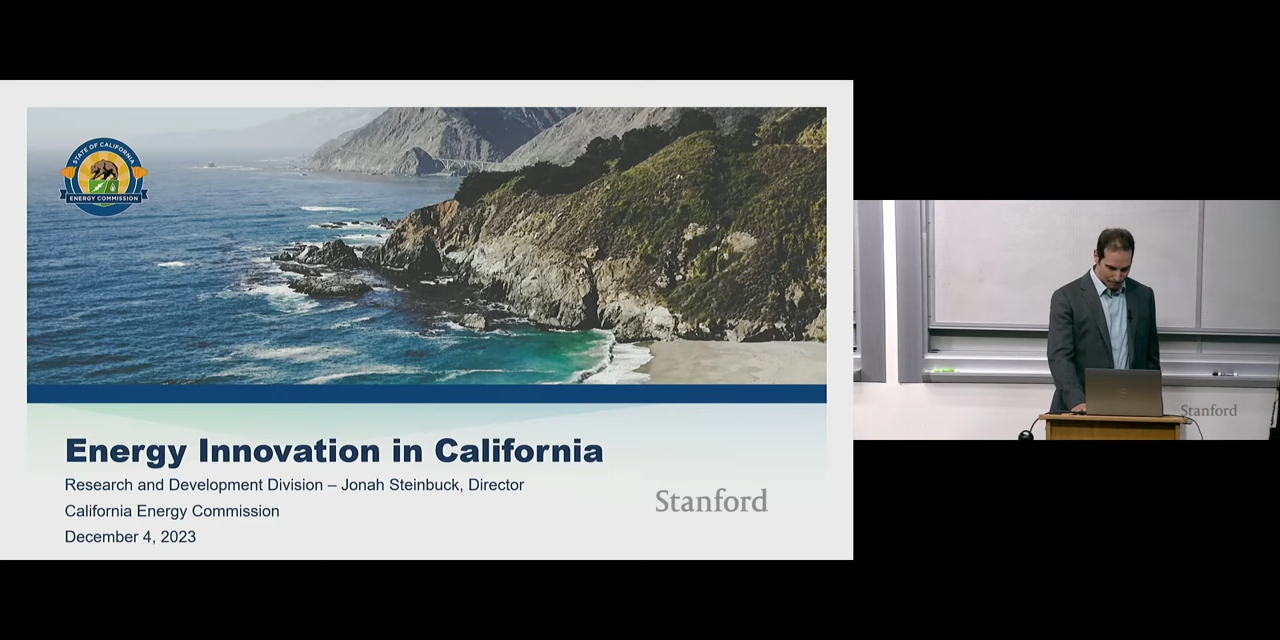 STATE OF CALIFORNIA
ENERGY COMMISSION
Energy Innovation in California
Research and Development Division – Jonah Steinbuck, Director
California Energy Commission
December 4, 2023
Stanford
Stanford